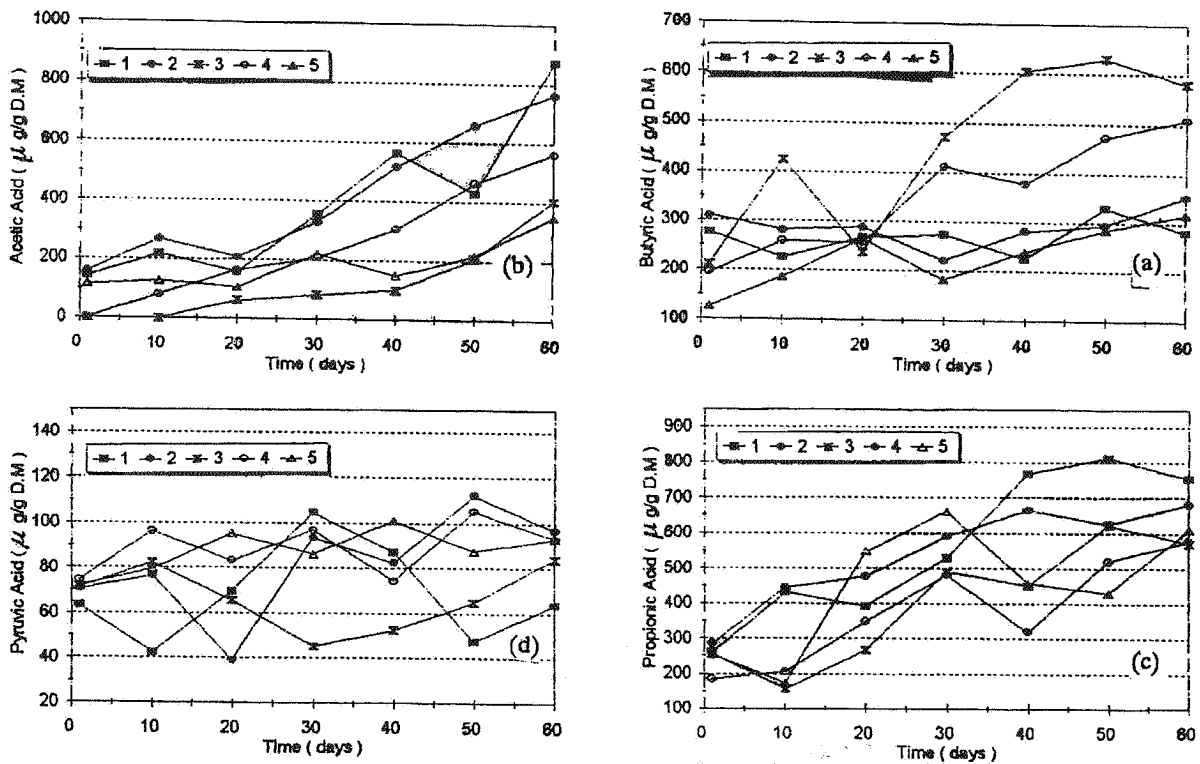 Acetic Acid ( μ g/g D.M )
1000
800
600
400
200
0
1 2 3 4 5
(b)
0 10 20 30 40 50 60
Time ( days )
Butyric Acid ( μ g/g D.M )
700
600
500
400
300
200
100
1 2 3 4 5
(a)
0 10 20 30 40 50 60
Time ( days )
Pyruvic Acid ( μ g/g D.M )
140
120
100
80
60
40
20
1 2 3 4 5
(d)
0 10 20 30 40 50 60
Time ( days )
Propionic Acid ( μ g/g D.M )
900
800
700
600
500
400
300
200
100
1 2 3 4 5
(c)
0 10 20 30 40 50 60
Time ( days )